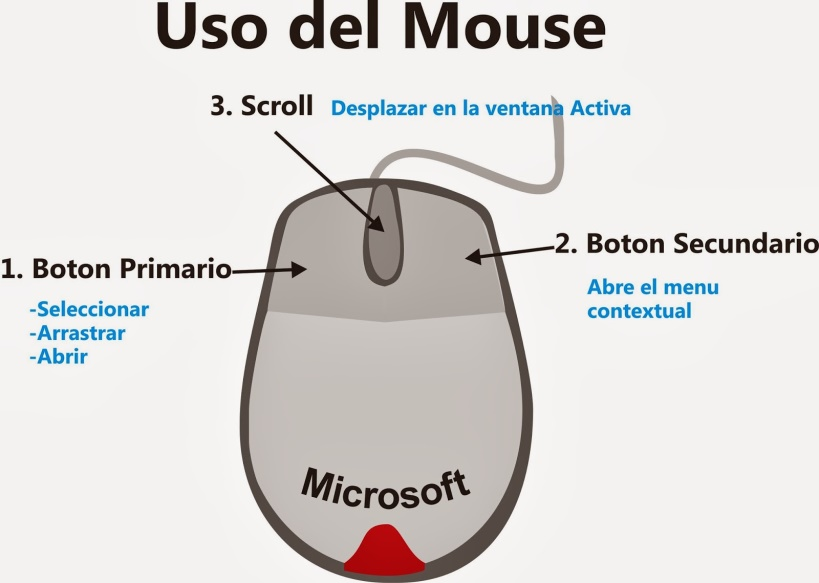 Uso del Mouse
3. Scroll Desplazar en la ventana Activa
1. Boton Primario
-Seleccionar
-Arrastrar
-Abrir
2. Boton Secundario
Abre el menu
contextual
Microsoft